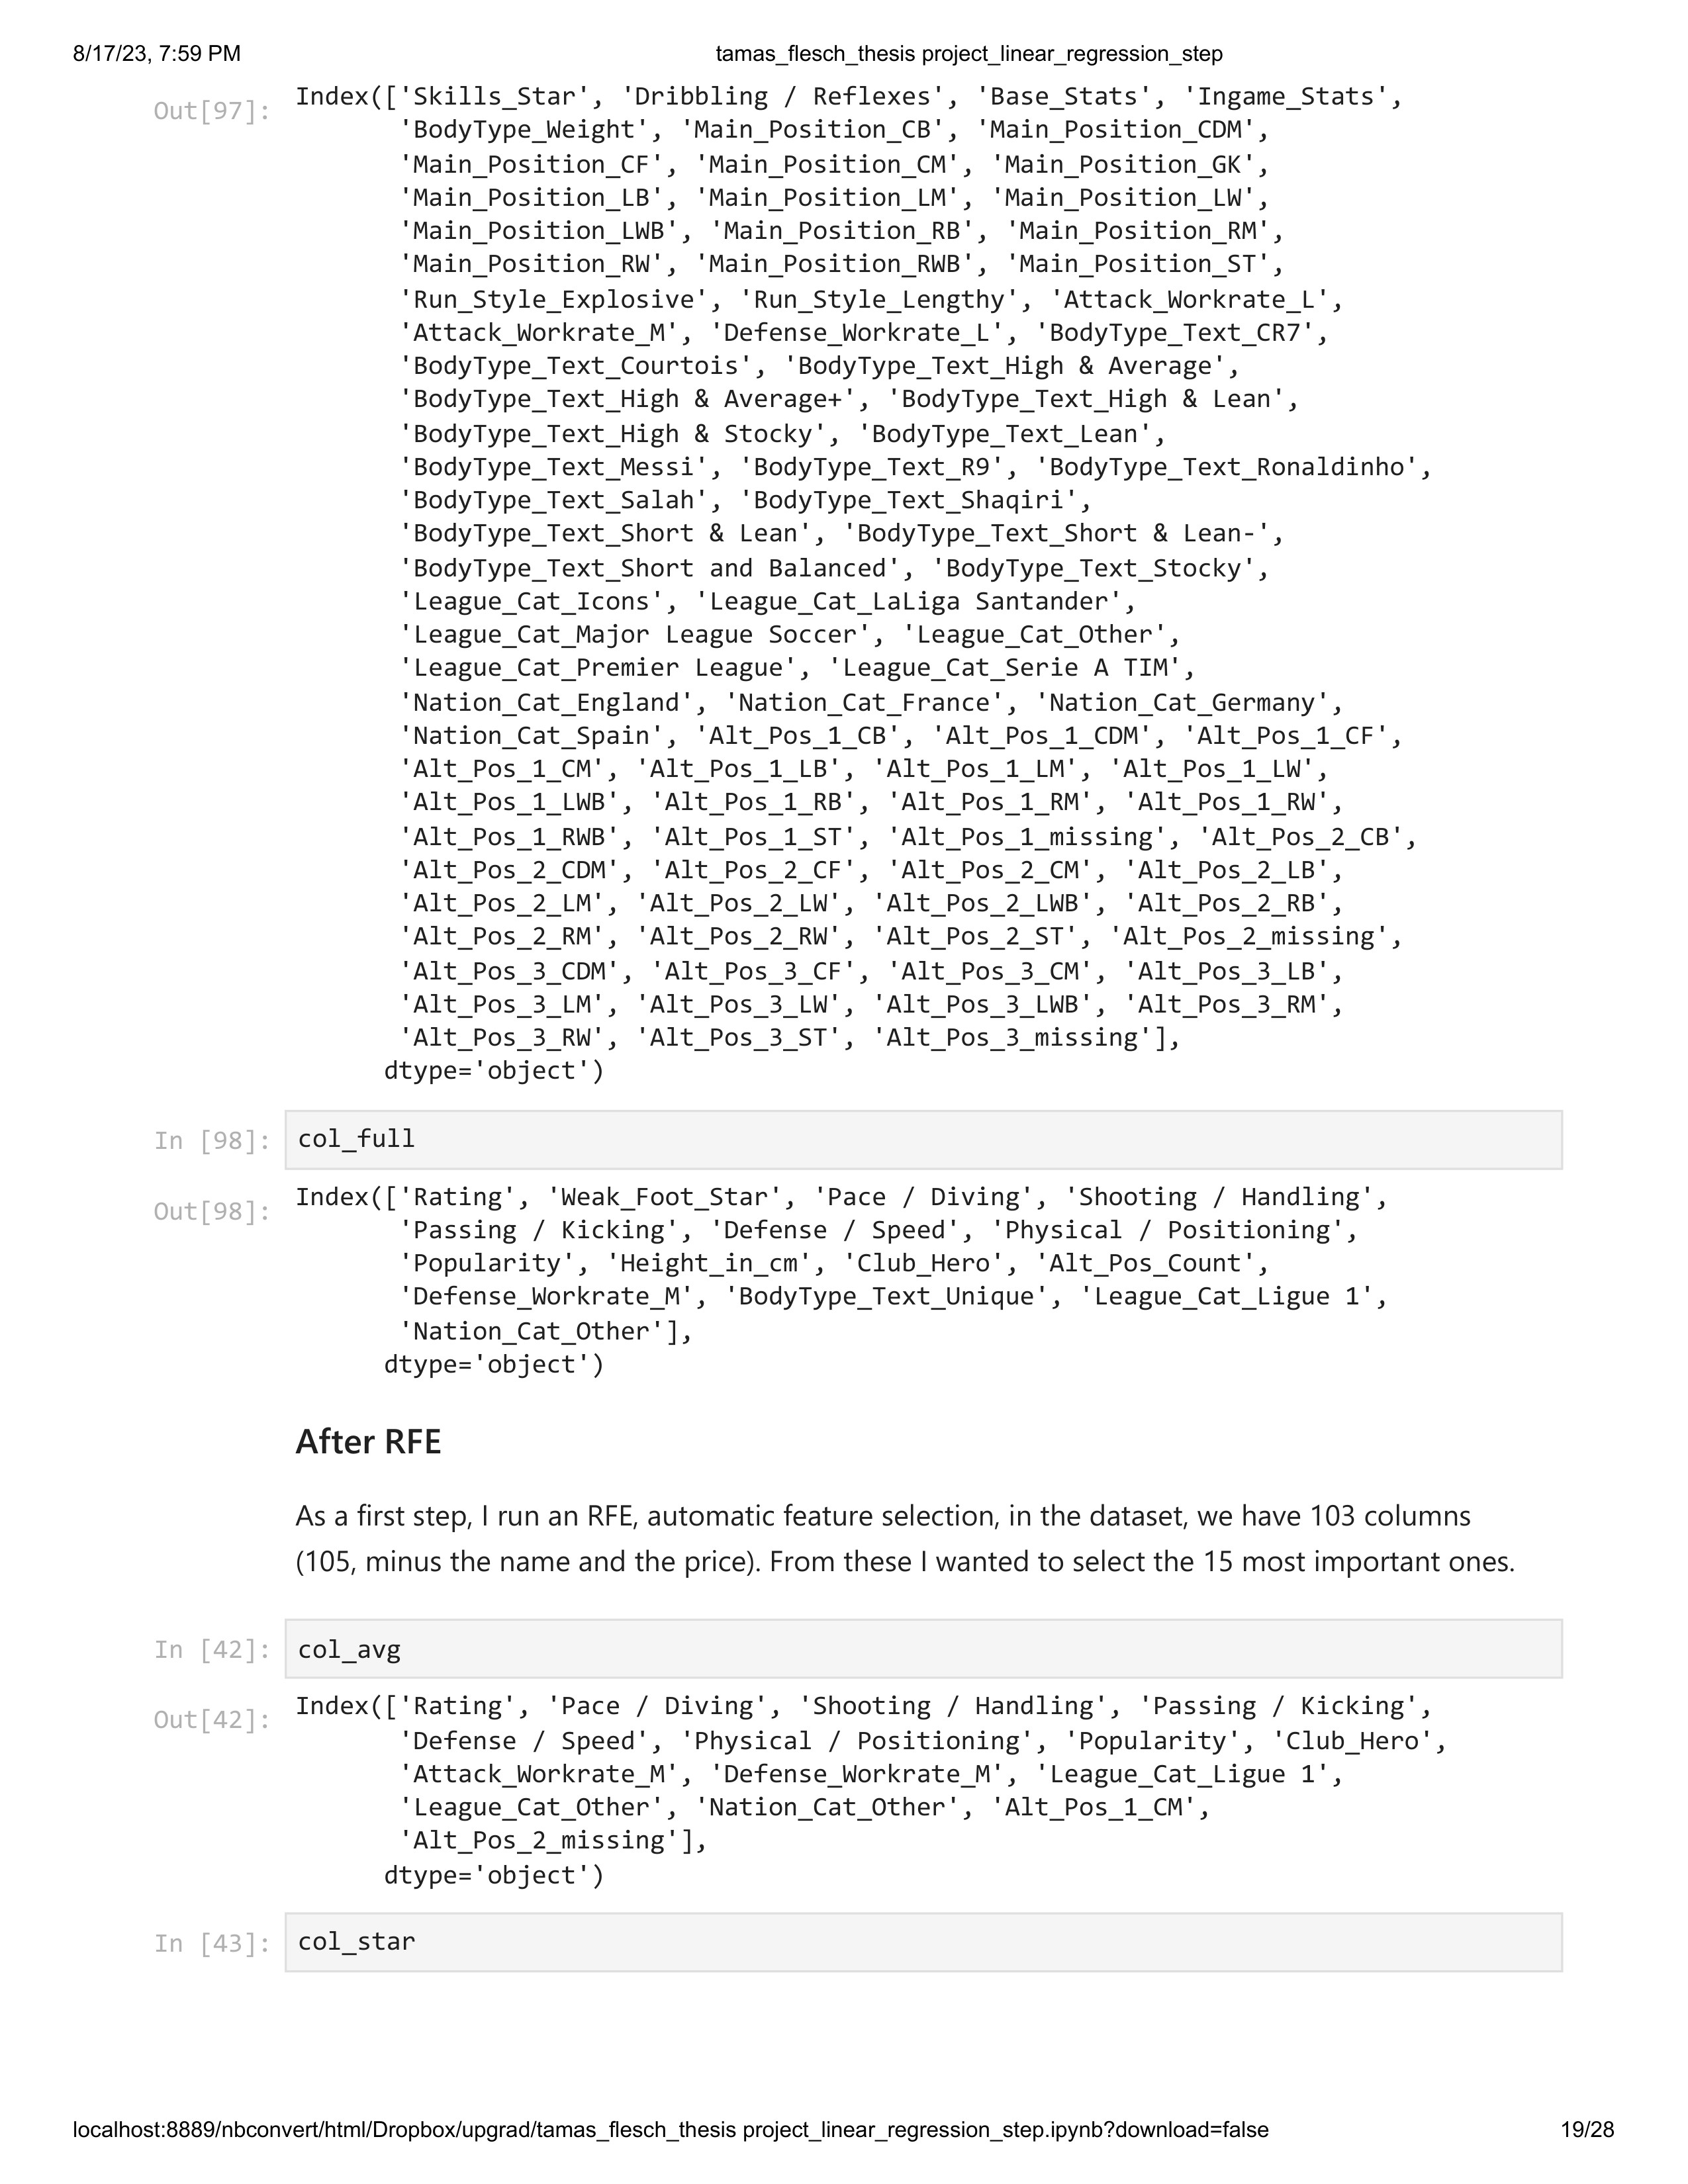 8/17/23, 7:59 PM tamas_flesch_thesis project_linear_regression_step
Out[97]: Index(['Skills_Star', 'Dribbling / Reflexes', 'Base_Stats', 'Ingame_Stats',
'BodyType_Weight', 'Main_Position_CB', 'Main_Position_CDM',
'Main_Position_CF', 'Main_Position_CM', 'Main_Position_GK',
'Main_Position_LB', 'Main_Position_LM', 'Main_Position_LW',
'Main_Position_LWB', 'Main_Position_RB', 'Main_Position_RM',
'Main_Position_RW', 'Main_Position_RWB', 'Main_Position_ST',
'Run_Style_Explosive', 'Run_Style_Lengthy', 'Attack_Workrate_L',
'Attack_Workrate_M', 'Defense_Workrate_L', 'BodyType_Text_CR7',
'BodyType_Text_Courtois', 'BodyType_Text_High & Average',
'BodyType_Text_High & Average+', 'BodyType_Text_High & Lean',
'BodyType_Text_High & Stocky', 'BodyType_Text_Lean',
'BodyType_Text_Messi', 'BodyType_Text_R9', 'BodyType_Text_Ronaldinho',
'BodyType_Text_Salah', 'BodyType_Text_Shaqiri',
'BodyType_Text_Short & Lean', 'BodyType_Text_Short & Lean-',
'BodyType_Text_Short and Balanced', 'BodyType_Text_Stocky',
'League_Cat_Icons', 'League_Cat_LaLiga Santander',
'League_Cat_Major League Soccer', 'League_Cat_Other',
'League_Cat_Premier League', 'League_Cat_Serie A TIM',
'Nation_Cat_England', 'Nation_Cat_France', 'Nation_Cat_Germany',
'Nation_Cat_Spain', 'Alt_Pos_1_CB', 'Alt_Pos_1_CDM', 'Alt_Pos_1_CF',
'Alt_Pos_1_CM', 'Alt_Pos_1_LB', 'Alt_Pos_1_LM', 'Alt_Pos_1_LW',
'Alt_Pos_1_LWB', 'Alt_Pos_1_RB', 'Alt_Pos_1_RM', 'Alt_Pos_1_RW',
'Alt_Pos_1_RWB', 'Alt_Pos_1_ST', 'Alt_Pos_1_missing', 'Alt_Pos_2_CB',
'Alt_Pos_2_CDM', 'Alt_Pos_2_CF', 'Alt_Pos_2_CM', 'Alt_Pos_2_LB',
'Alt_Pos_2_LM', 'Alt_Pos_2_LW', 'Alt_Pos_2_LWB', 'Alt_Pos_2_RB',
'Alt_Pos_2_RM', 'Alt_Pos_2_RW', 'Alt_Pos_2_ST', 'Alt_Pos_2_missing',
'Alt_Pos_3_CDM', 'Alt_Pos_3_CF', 'Alt_Pos_3_CM', 'Alt_Pos_3_LB',
'Alt_Pos_3_LM', 'Alt_Pos_3_LW', 'Alt_Pos_3_LWB', 'Alt_Pos_3_RM',
'Alt_Pos_3_RW', 'Alt_Pos_3_ST', 'Alt_Pos_3_missing'],
dtype='object')
In [98]: col_full
Out[98]: Index(['Rating', 'Weak_Foot_Star', 'Pace / Diving', 'Shooting / Handling',
'Passing / Kicking', 'Defense / Speed', 'Physical / Positioning',
'Popularity', 'Height_in_cm', 'Club_Hero', 'Alt_Pos_Count',
'Defense_Workrate_M', 'BodyType_Text_Unique', 'League_Cat_Ligue 1',
'Nation_Cat_Other'],
dtype='object')
After RFE
As a first step, I run an RFE, automatic feature selection, in the dataset, we have 103 columns
(105, minus the name and the price). From these I wanted to select the 15 most important ones.
In [42]: col_avg
Out[42]: Index(['Rating', 'Pace / Diving', 'Shooting / Handling', 'Passing / Kicking',
'Defense / Speed', 'Physical / Positioning', 'Popularity', 'Club_Hero',
'Attack_Workrate_M', 'Defense_Workrate_M', 'League_Cat_Ligue 1',
'League_Cat_Other', 'Nation_Cat_Other', 'Alt_Pos_1_CM',
'Alt_Pos_2_missing'],
dtype='object')
In [43]: col_star
localhost:8889/nbconvert/html/Dropbox/upgrad/tamas_flesch_thesis project_linear_regression_step.ipynb?download=false 19/28